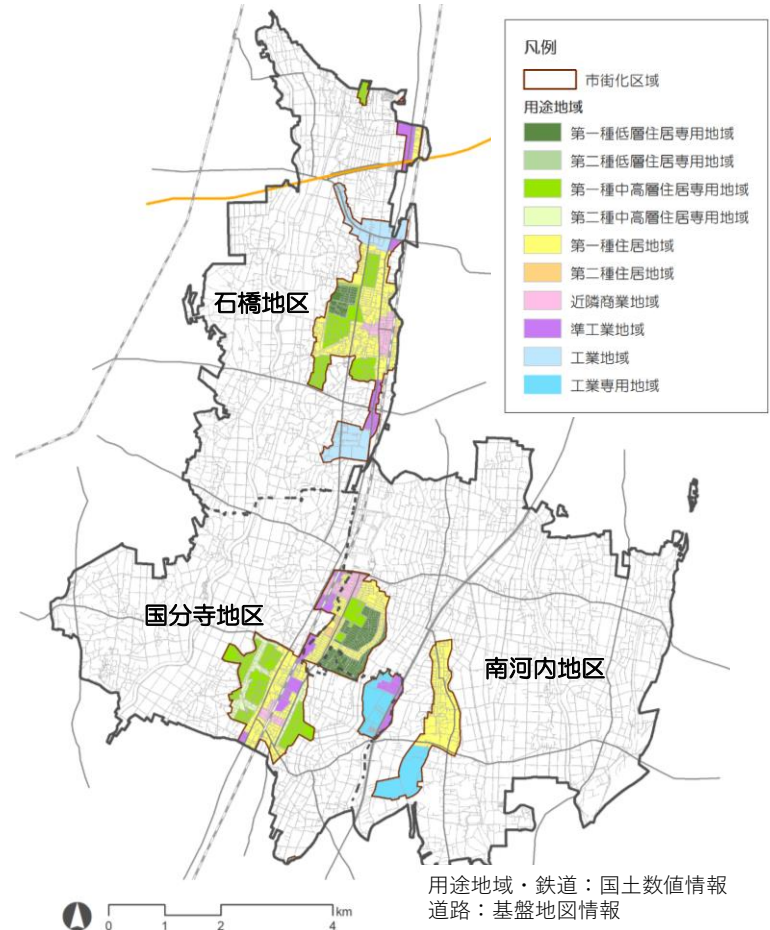 凡例
市街化区域
用途地域
第一種低層住居専用地域
第二種低層住居専用地域
第一種中高層住居専用地域
第二種中高層住居専用地域
第一種住居地域
第二種住居地域
近隣商業地域
準工業地域
工業地域
工業専用地域
石橋地区
国分寺地区
南河内地区
用途地域・鉄道：国土数値情報
道路：基盤地図情報
km
0 1 2 4